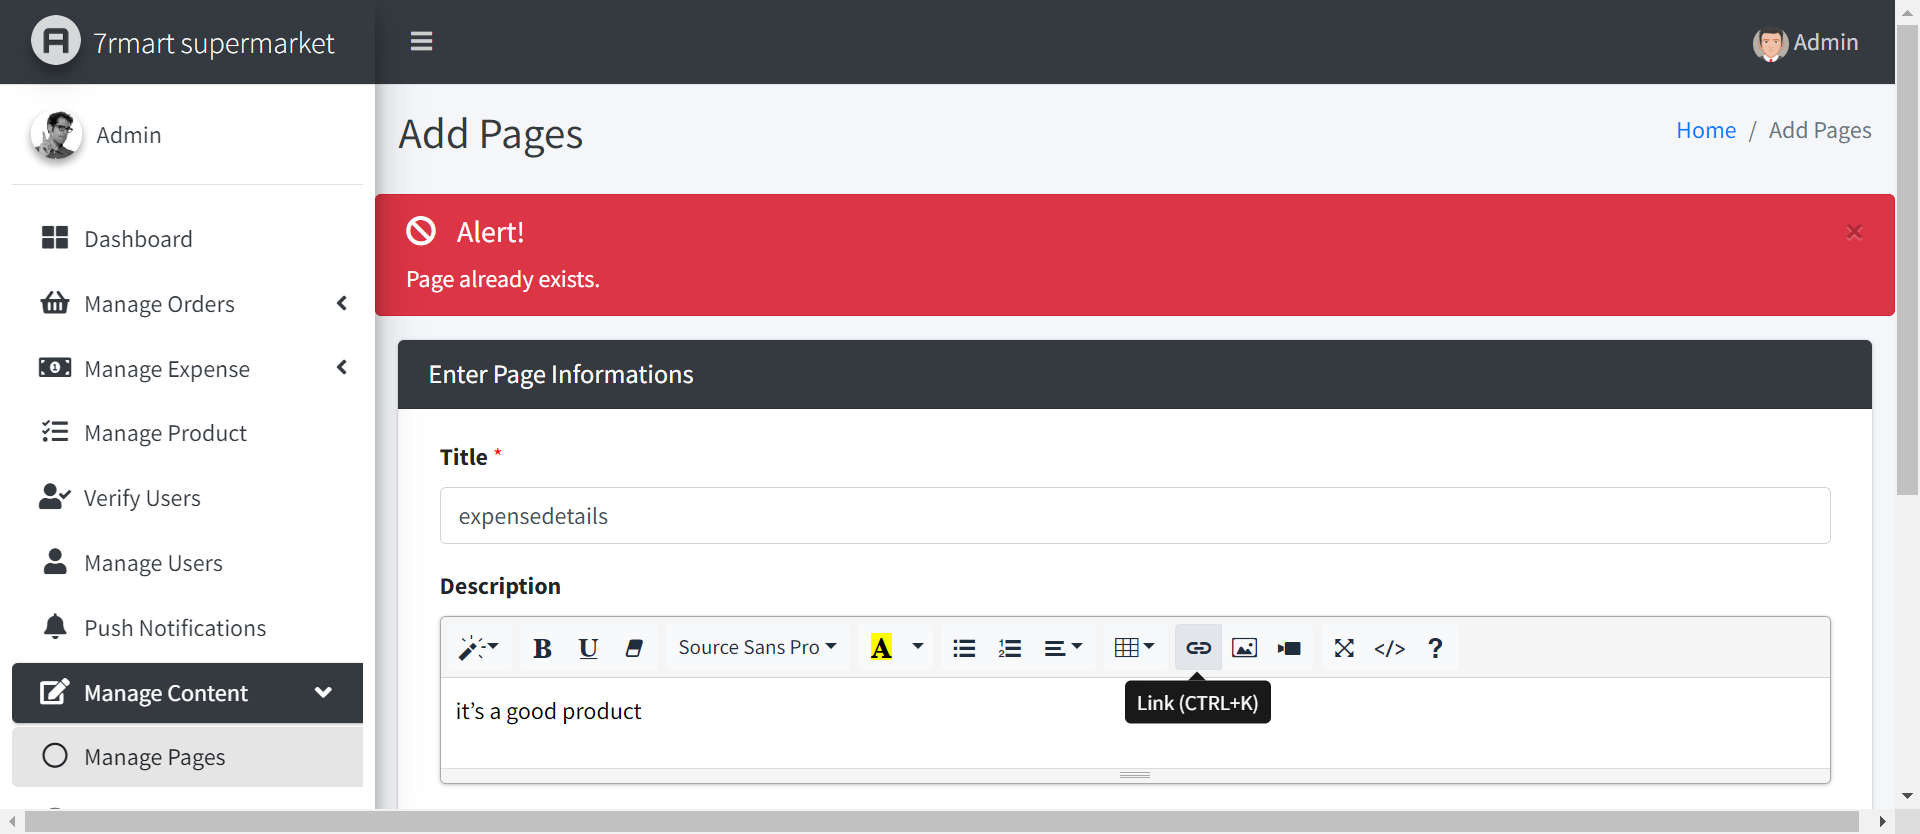 7rmart supermarket
Admin
Admin
Dashboard
Manage Orders
Manage Expense
Manage Product
Verify Users
Manage Users
Push Notifications
Manage Content
Manage Pages
Add Pages
Home / Add Pages
Alert!
×
Page already exists.
Enter Page Informations
Title *
expensedetails
Description
B U Source Sans Pro A </> ?
Link (CTRL+K)
it’s a good product